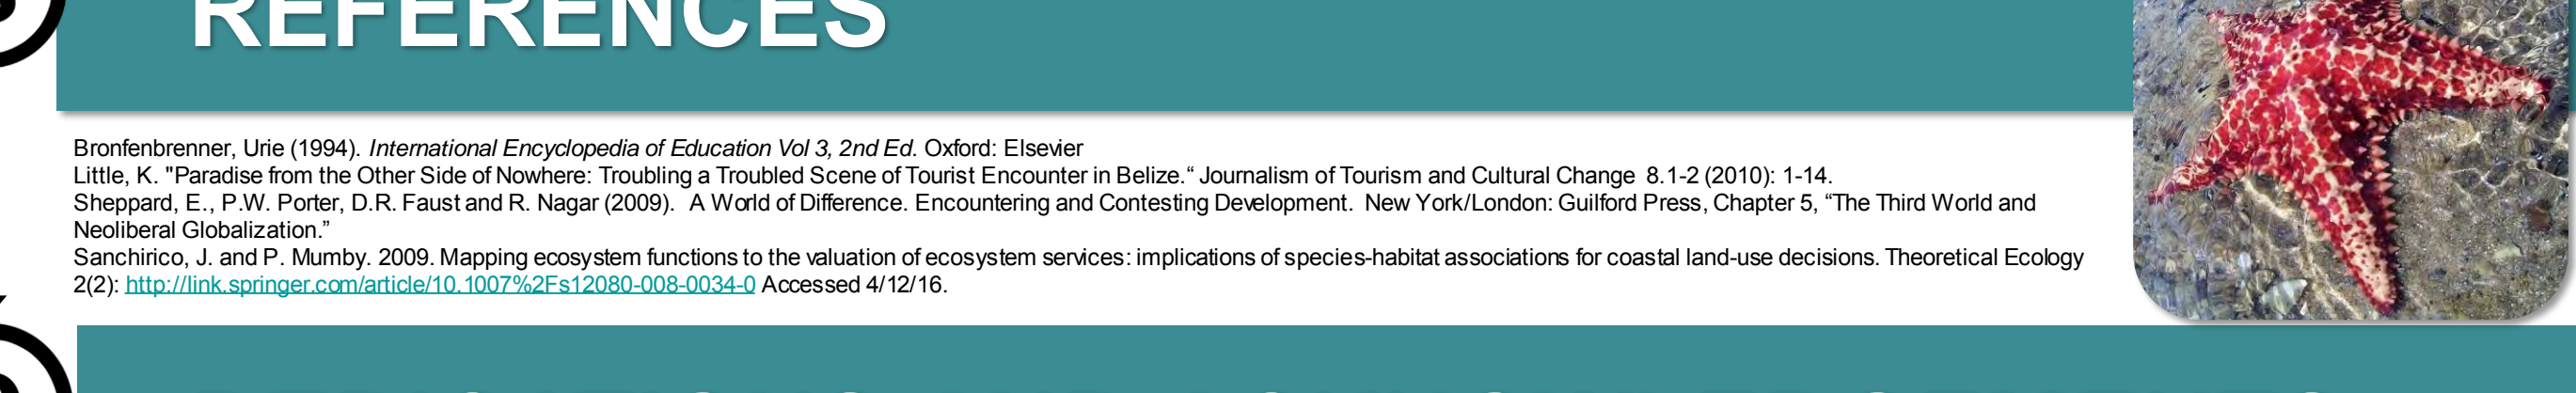 REFERENCES
Bronfenbrenner, Urie (1994). International Encyclopedia of Education Vol 3, 2nd Ed. Oxford: Elsevier
Little, K. "Paradise from the Other Side of Nowhere: Troubling a Troubled Scene of Tourist Encounter in Belize.“ Journalism of Tourism and Cultural Change  8.1-2 (2010): 1-14.
Sheppard, E., P.W. Porter, D.R. Faust and R. Nagar (2009).  A World of Difference. Encountering and Contesting Development.  New York/London: Guilford Press, Chapter 5, “The Third World and
Neoliberal Globalization.”
Sanchirico, J. and P. Mumby. 2009. Mapping ecosystem functions to the valuation of ecosystem services: implications of species-habitat associations for coastal land-use decisions. Theoretical Ecology
2(2): http://link.springer.com/article/10.1007%2Fs12080-008-0034-0 Accessed 4/12/16.